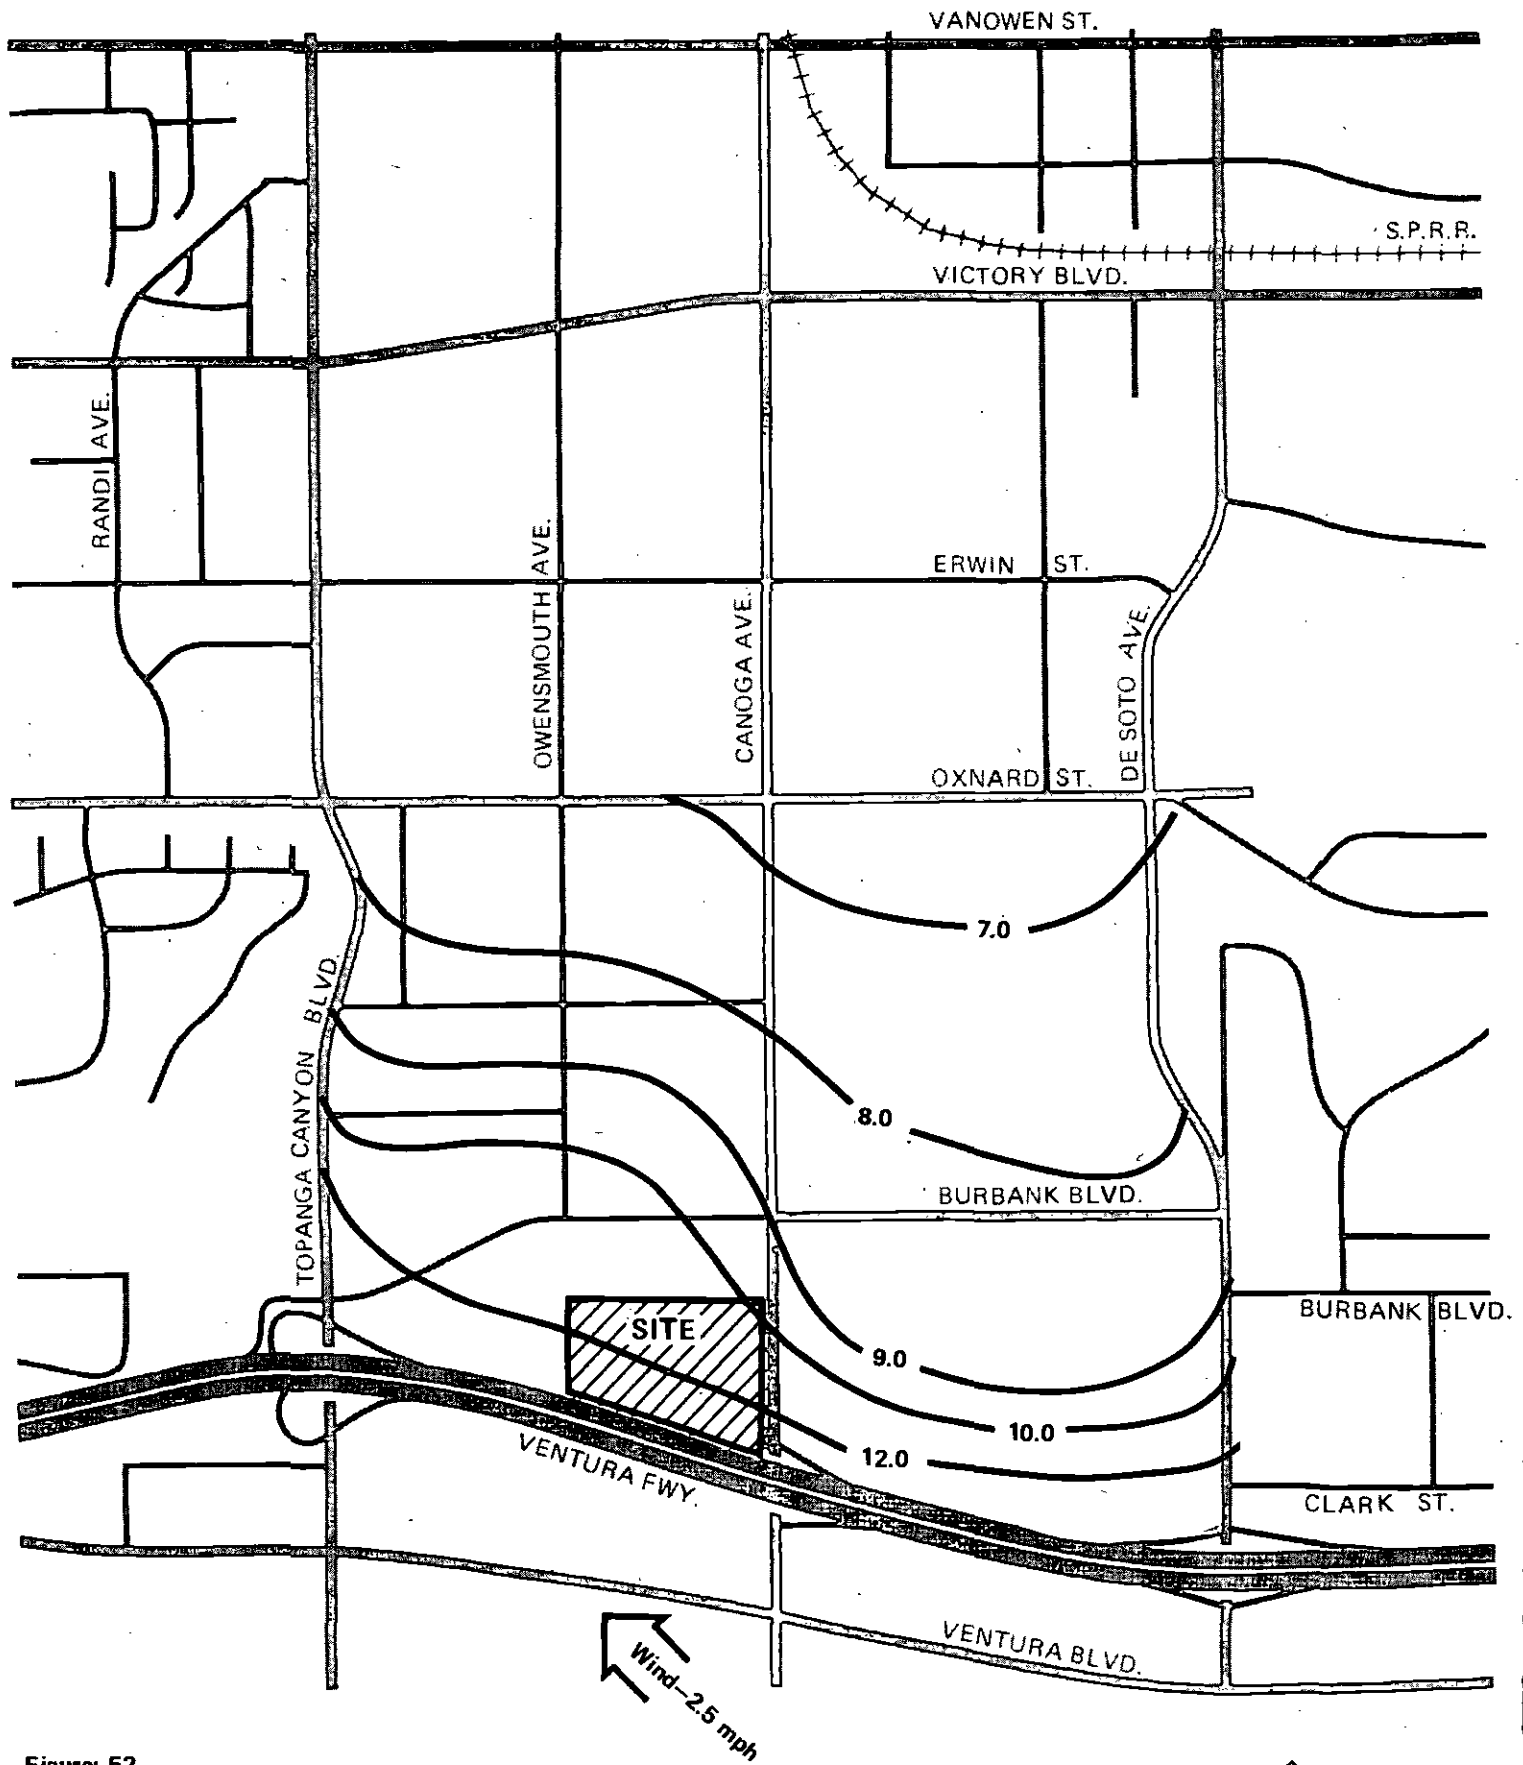 VANOWEN ST.
S.P.R.R.
VICTORY BLVD.
RANDI AVE.
OWENSMOUTH AVE.
CANOGA AVE.
ERWIN ST.
DE SOTO AVE.
OXNARD ST.
7.0
TOPANGA CANYON BLVD.
8.0
BURBANK BLVD.
BURBANK BLVD.
SITE
9.0
10.0
12.0
VENTURA FWY.
CLARK ST.
VENTURA BLVD.
Wind-2.5 mph
Figure 52